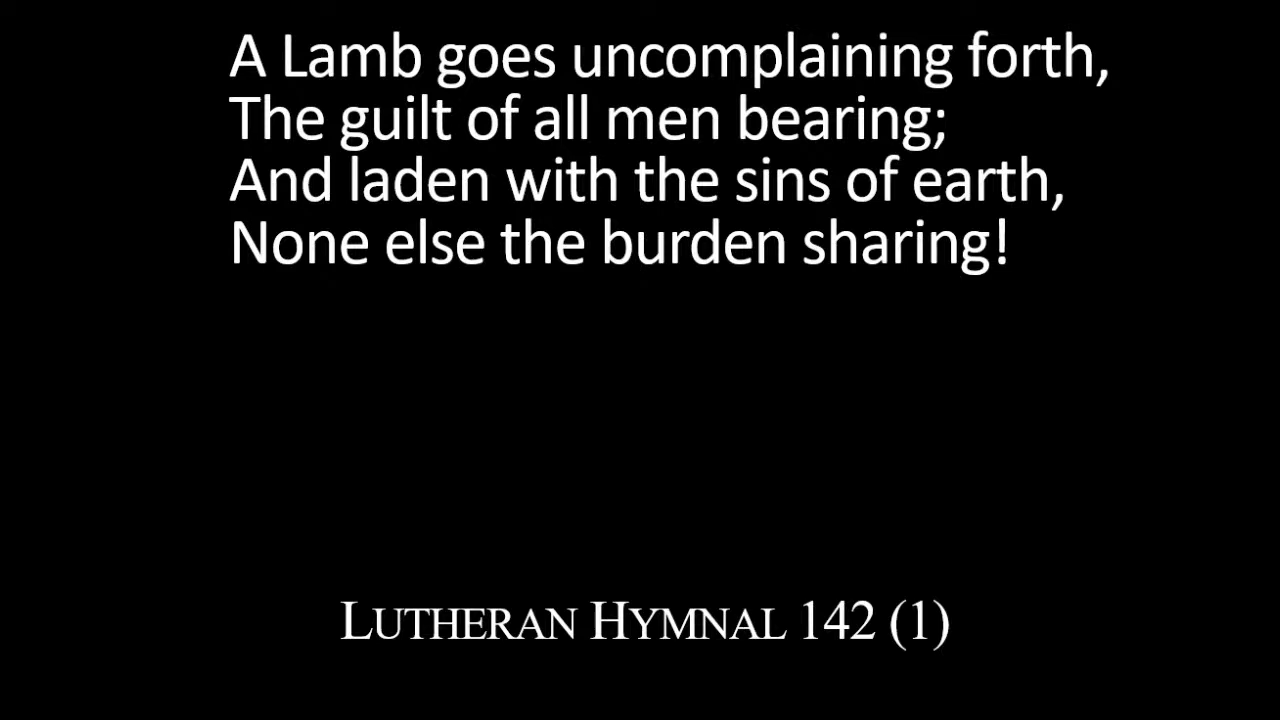 A Lamb goes uncomplaining forth,
The guilt of all men bearing;
And laden with the sins of earth,
None else the burden sharing!
LUTHERAN HYMNAL 142 (1)